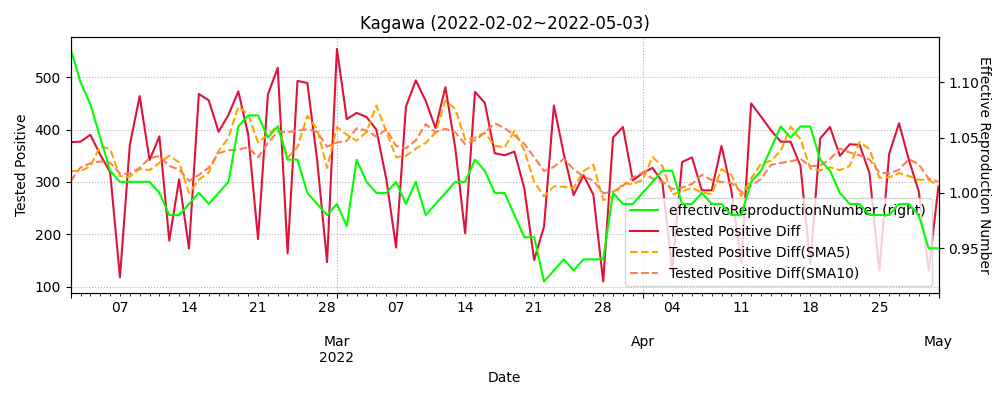 Kagawa (2022-02-02~2022-05-03)
Tested Positive
500
400
300
200
100
1.10
1.05
1.00
0.95
Effective Reproduction Number
effectiveReproductionNumber (right)
Tested Positive Diff
Tested Positive Diff(SMA5)
Tested Positive Diff(SMA10)
07 14 21 28 07 14 21 28 04 11 18 25
Mar Apr May
2022
Date